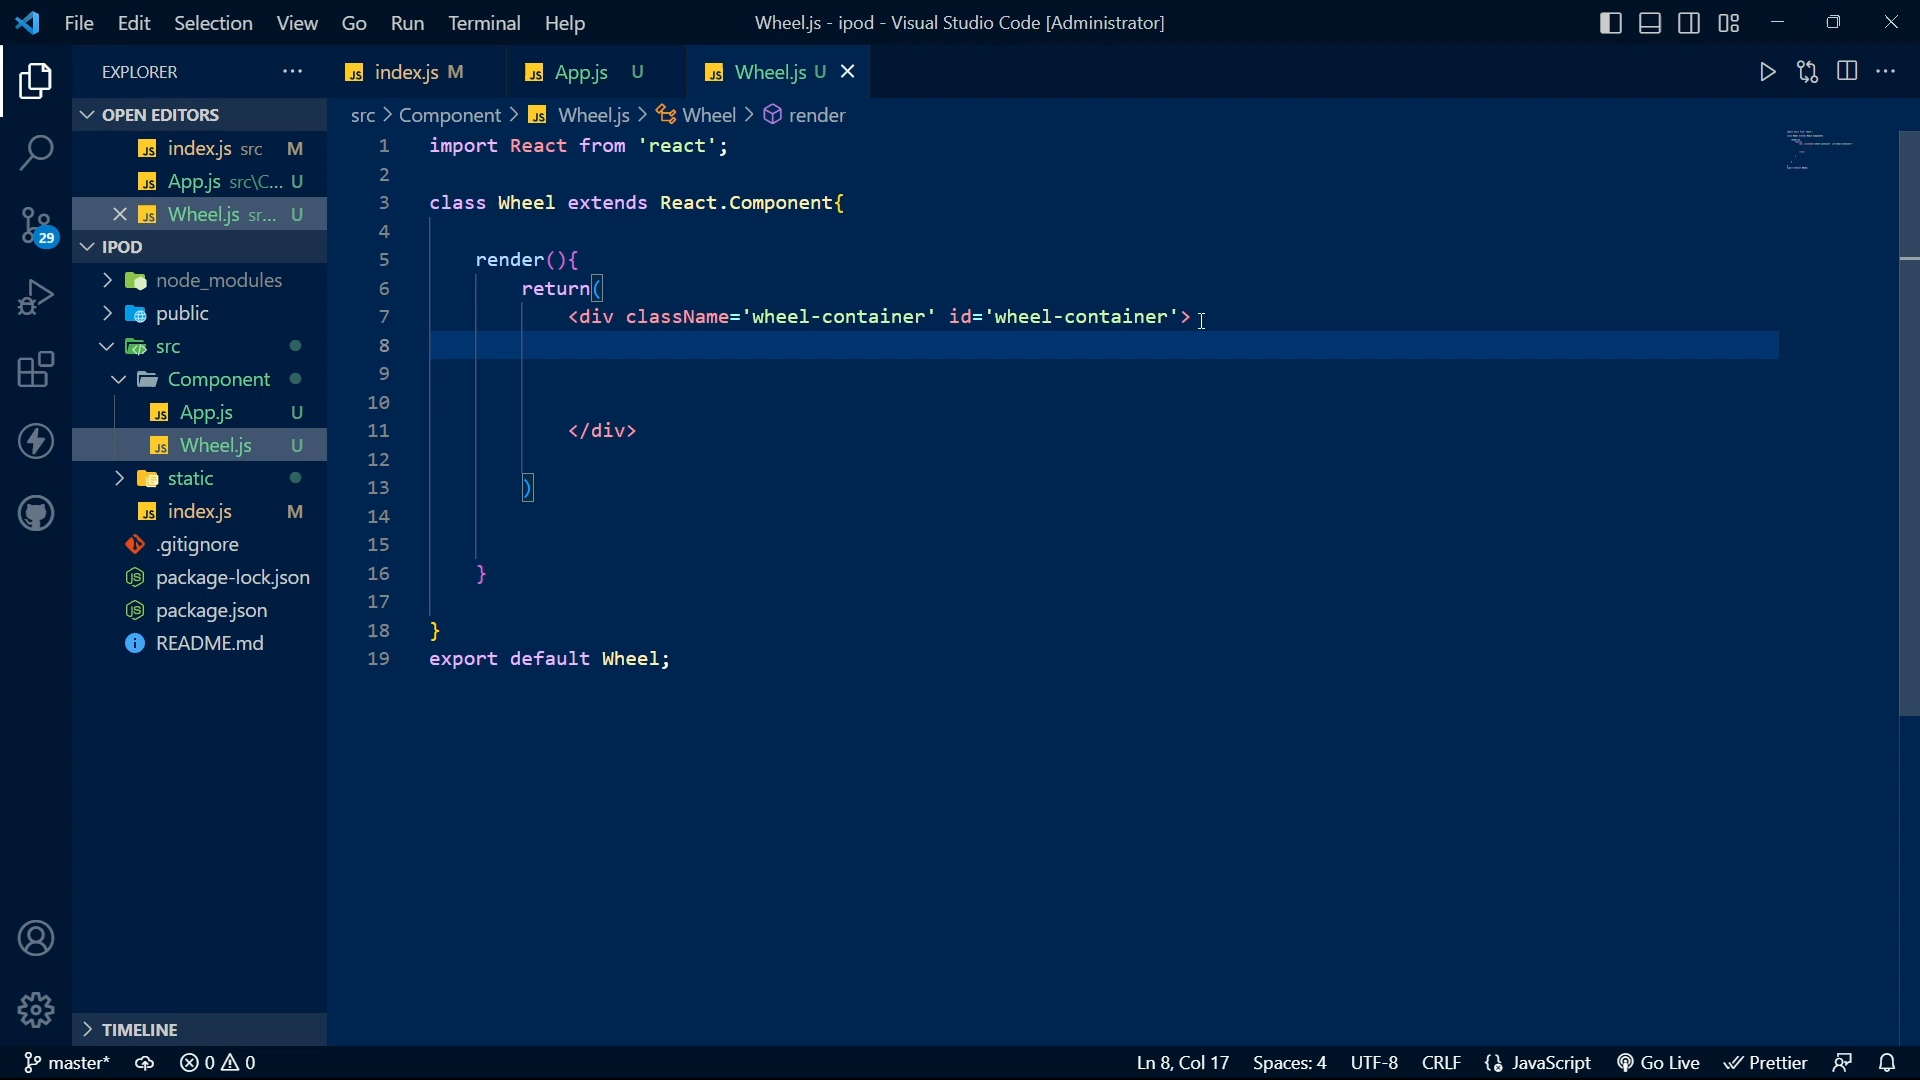 File Edit Selection View Go Run Terminal Help Wheel.js - ipod - Visual Studio Code [Administrator]
EXPLORER ...
index.js M App.js U Wheel.js U
OPEN EDITORS
index.js src M
App.js src\C... U
Wheel.js sr... U
IPOD
node_modules
public
src
Component
App.js U
Wheel.js U
static
index.js M
.gitignore
package-lock.json
package.json
README.md
TIMELINE
29
src > Component > Wheel.js > Wheel > render
1 import React from 'react';
2
3 class Wheel extends React.Component{
4
5 render(){
6 return(
7 <div className='wheel-container' id='wheel-container'>
8
9
10
11 </div>
12
13 )
14
15
16 }
17
18 }
19 export default Wheel;
master* 0 0 Ln 8, Col 17 Spaces: 4 UTF-8 CRLF {} JavaScript Go Live Prettier